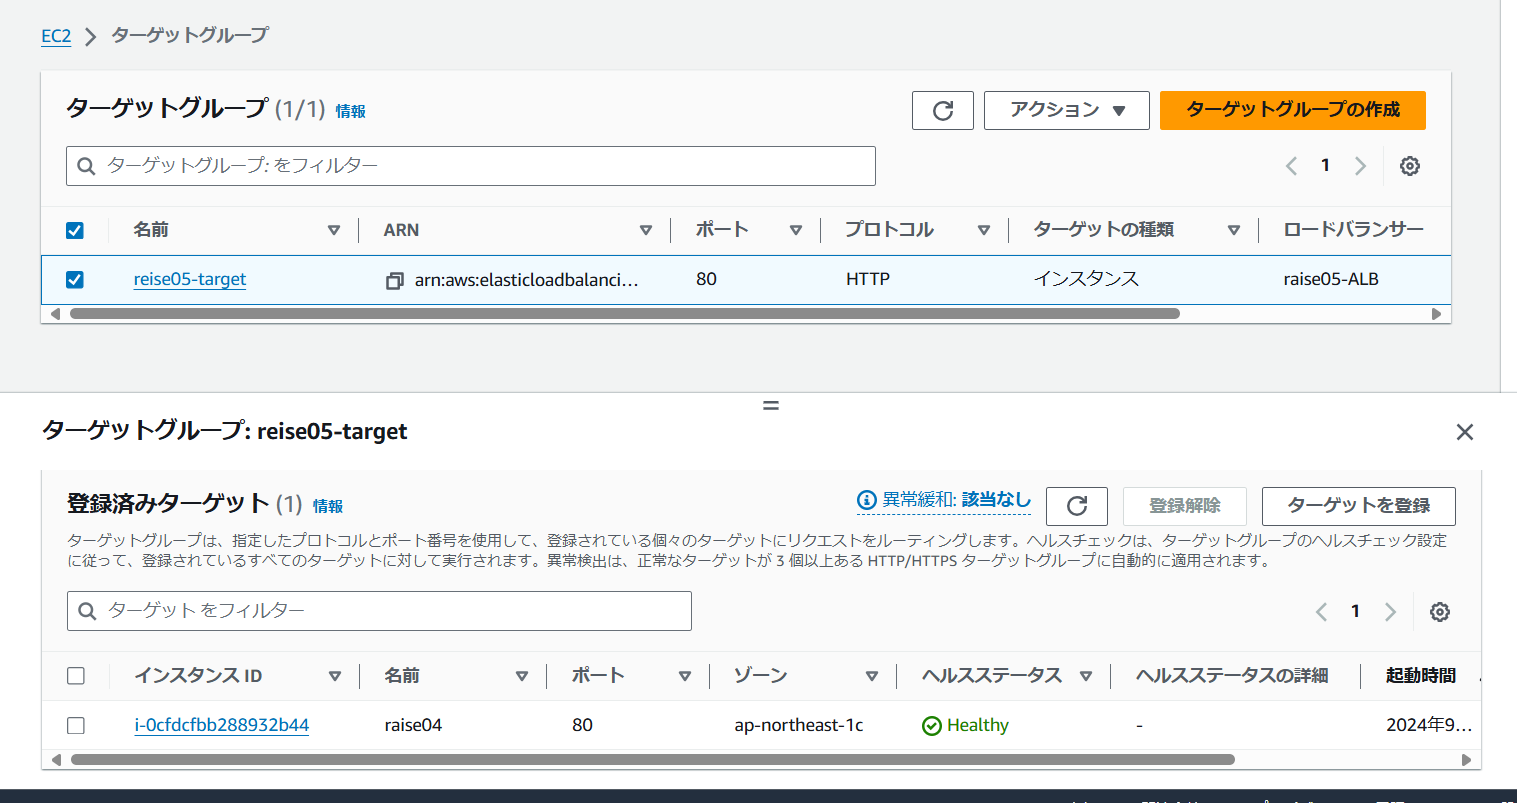 EC2 > ターゲットグループ
ターゲットグループ (1/1) 情報
アクション ▼
ターゲットグループの作成
ターゲットグループ: をフィルター
1
名前 ARN ポート プロトコル ターゲットの種類 ロードバランサー
reise05-target arn:aws:elasticloadbalanci... 80 HTTP インスタンス raise05-ALB
ターゲットグループ: reise05-target
登録済みターゲット (1) 情報
異常緩和: 該当なし
登録解除
ターゲットを登録
ターゲットグループは、指定したプロトコルとポート番号を使用して、登録されている個々のターゲットにリクエストをルーティングします。ヘルスチェックは、ターゲットグループのヘルスチェック設定
に従って、登録されているすべてのターゲットに対して実行されます。異常検出は、正常なターゲットが 3 個以上ある HTTP/HTTPS ターゲットグループに自動的に適用されます。
ターゲット をフィルター
1
インスタンス ID 名前 ポート ゾーン ヘルスステータス ヘルスステータスの詳細 起動時間
i-0cfdcfbb288932b44 raise04 80 ap-northeast-1c Healthy - 2024年9...